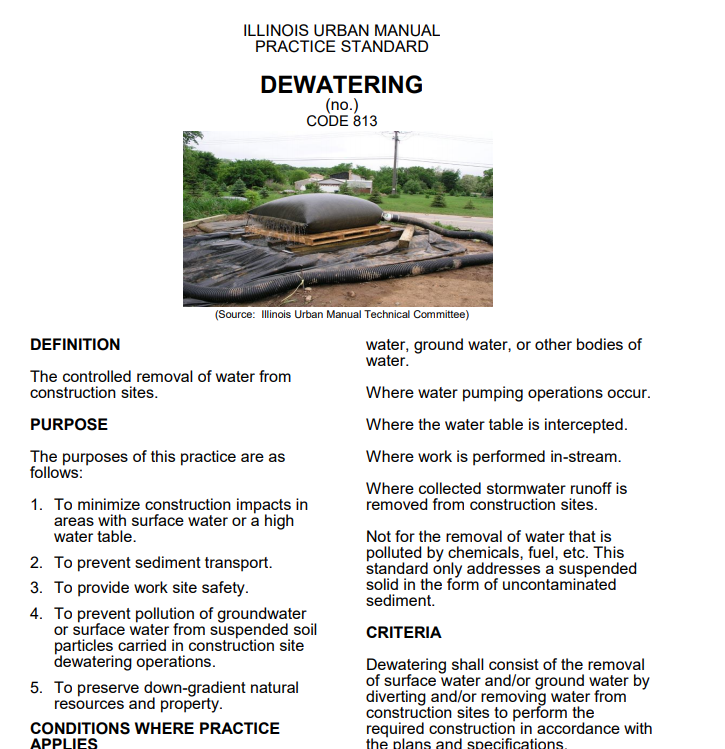 ILLINOIS URBAN MANUAL
PRACTICE STANDARD
DEWATERING
(no.)
CODE 813
(Source: Illinois Urban Manual Technical Committee)
DEFINITION
The controlled removal of water from
construction sites.
PURPOSE
The purposes of this practice are as
follows:
1. To minimize construction impacts in
areas with surface water or a high
water table.
2. To prevent sediment transport.
3. To provide work site safety.
4. To prevent pollution of groundwater
or surface water from suspended soil
particles carried in construction site
dewatering operations.
5. To preserve down-gradient natural
resources and property.
CONDITIONS WHERE PRACTICE
APPLIES
water, ground water, or other bodies of
water.
Where water pumping operations occur.
Where the water table is intercepted.
Where work is performed in-stream.
Where collected stormwater runoff is
removed from construction sites.
Not for the removal of water that is
polluted by chemicals, fuel, etc. This
standard only addresses a suspended
solid in the form of uncontaminated
sediment.
CRITERIA
Dewatering shall consist of the removal
of surface water and/or ground water by
diverting and/or removing water from
construction sites to perform the
required construction in accordance with
the plans and specifications.